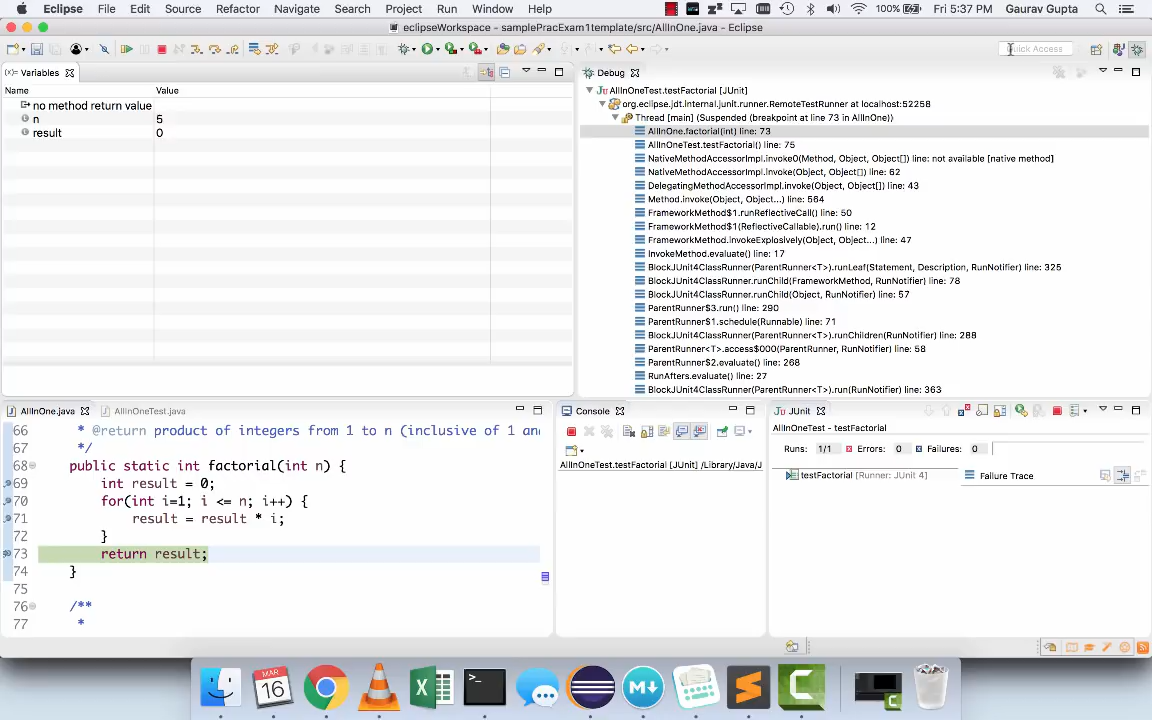 Eclipse File Edit Source Refactor Navigate Search Project Run Window Help 100% Fri 5:37 PM Gaurav Gupta
eclipseWorkspace - samplePracExam1template/src/AllInOne.java - Eclipse
Quick Access
(x)= Variables
Name Value
no method return value
n 5
result 0
Debug
AllInOneTest.testFactorial [JUnit]
org.eclipse.jdt.internal.junit.runner.RemoteTestRunner at localhost:52258
Thread [main] (Suspended (breakpoint at line 73 in AllInOne))
AllInOne.factorial(int) line: 73
AllInOneTest.testFactorial() line: 75
NativeMethodAccessorImpl.invoke0(Method, Object, Object[]) line: not available [native method]
NativeMethodAccessorImpl.invoke(Object, Object[]) line: 62
DelegatingMethodAccessorImpl.invoke(Object, Object[]) line: 43
Method.invoke(Object, Object...) line: 564
FrameworkMethod$1.runReflectiveCall() line: 50
FrameworkMethod$1(ReflectiveCallable).run() line: 12
FrameworkMethod.invokeExplosively(Object, Object...) line: 47
InvokeMethod.evaluate() line: 17
BlockJUnit4ClassRunner(ParentRunner<T>).runLeaf(Statement, Description, RunNotifier) line: 325
BlockJUnit4ClassRunner.runChild(FrameworkMethod, RunNotifier) line: 78
BlockJUnit4ClassRunner.runChild(Object, RunNotifier) line: 57
ParentRunner$3.run() line: 290
ParentRunner$1.schedule(Runnable) line: 71
BlockJUnit4ClassRunner(ParentRunner<T>).runChildren(RunNotifier) line: 288
ParentRunner<T>.access$000(ParentRunner, RunNotifier) line: 58
ParentRunner$2.evaluate() line: 268
RunAfters.evaluate() line: 27
BlockJUnit4ClassRunner(ParentRunner<T>).run(RunNotifier) line: 363
AllInOne.java AllInOneTest.java
66 * @return product of integers from 1 to n (inclusive of 1 an
67 */
68 public static int factorial(int n) {
69 int result = 0;
70 for(int i=1; i <= n; i++) {
71 result = result * i;
72 }
73 return result;
74 }
75
76 /**
77 *
Console
AllInOneTest.testFactorial [JUnit] /Library/Java/J
JUnit
AllInOneTest - testFactorial
Runs: 1/1 Errors: 0 Failures: 0
testFactorial [Runner: JUnit 4]
Failure Trace
MAR
16